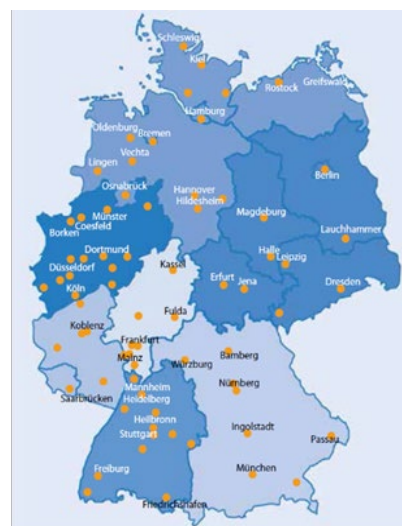 Schleswig
Kiel
Rostock
Greifswald
Hamburg
Oldenburg
Bremen
Vechta
Lingen
Berlin
Osnabrück
Hannover
Hildesheim
Magdeburg
Münster
Coesfeld
Borken
Lauchhammer
Dortmund
Halle
Leipzig
Düsseldorf
Kassel
Erfurt
Jena
Dresden
Köln
Fulda
Koblenz
Frankfurt
Mainz
Würzburg
Bamberg
Mannheim
Saarbrücken
Heidelberg
Nürnberg
Heilbronn
Stuttgart
Ingolstadt
Passau
Freiburg
München
Friedrichshafen